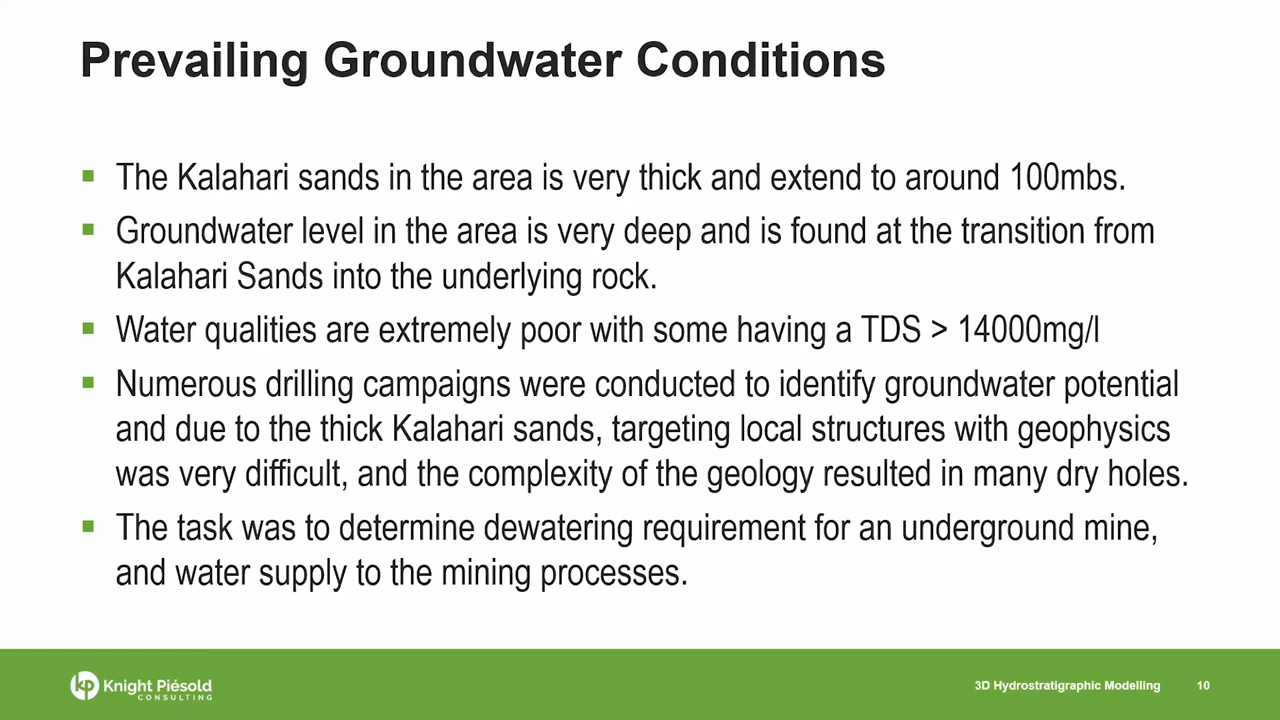 Prevailing Groundwater Conditions
The Kalahari sands in the area is very thick and extend to around 100mbs.
Groundwater level in the area is very deep and is found at the transition from
Kalahari Sands into the underlying rock.
Water qualities are extremely poor with some having a TDS > 14000mg/l
Numerous drilling campaigns were conducted to identify groundwater potential
and due to the thick Kalahari sands, targeting local structures with geophysics
was very difficult, and the complexity of the geology resulted in many dry holes.
The task was to determine dewatering requirement for an underground mine,
and water supply to the mining processes.
kp Knight Piésold
CONSULTING
3D Hydrostratigraphic Modelling 10